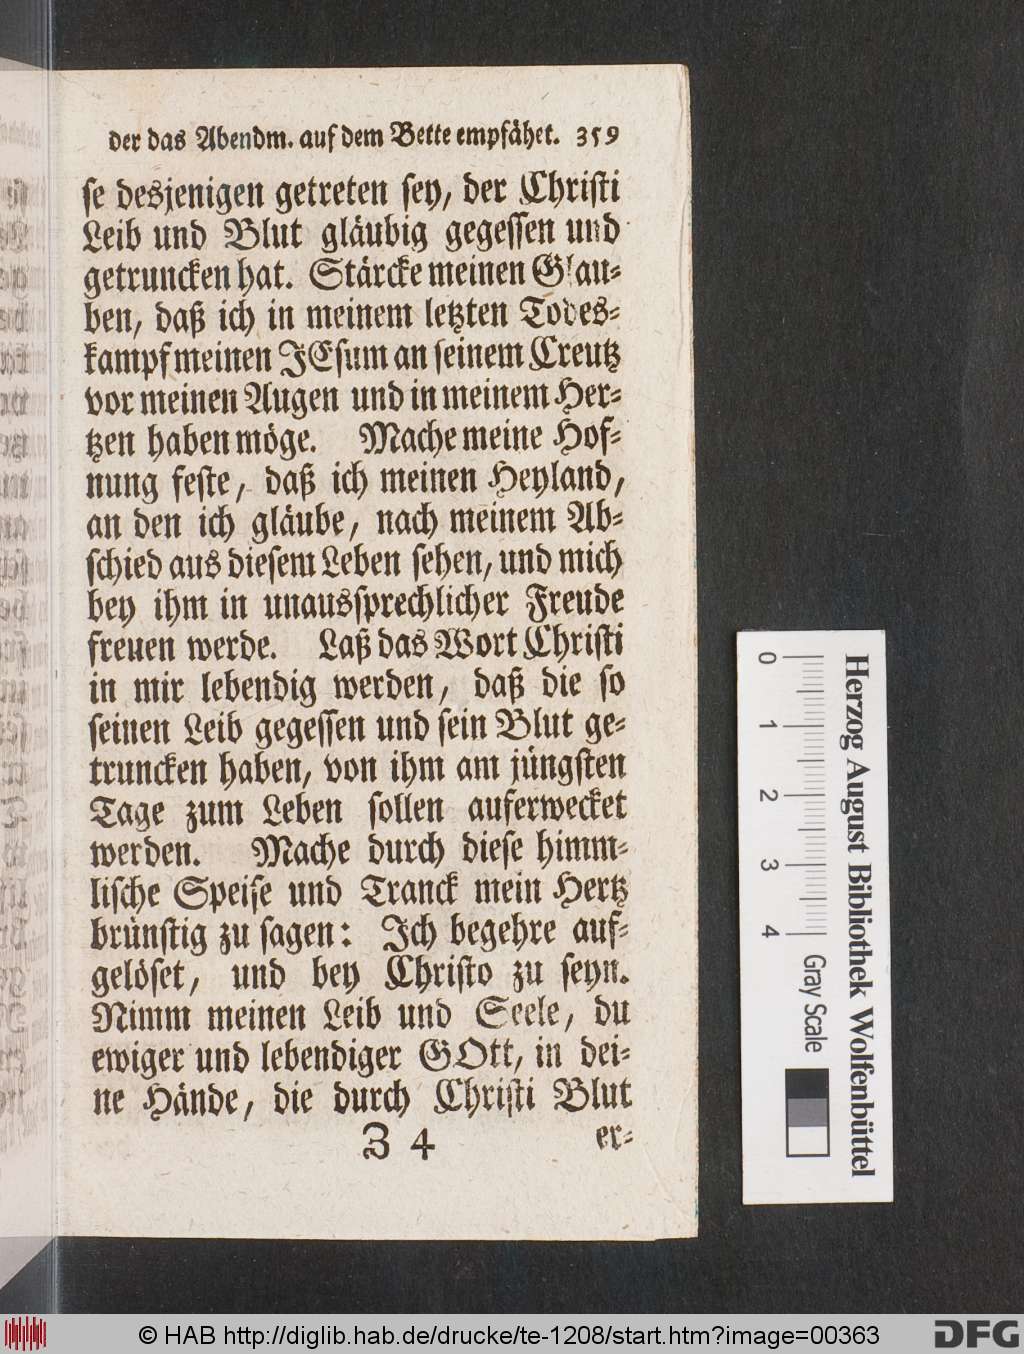 der das Abendm. auf dem Bette empfähet. 359
se desjenigen getreten sey, der Christi
Leib und Blut gläubig gegessen und
getruncken hat. Stärcke meinen Glau-
ben, daß ich in meinem letzten Todes-
kampf meinen JEsum an seinem Creutz
vor meinen Augen und in meinem Her-
tzen haben möge. Mache meine Hof-
nung feste, daß ich meinen Heyland,
an den ich gläube, nach meinem Ab-
schied aus diesem Leben sehen, und mich
bey ihm in unaussprechlicher Freude
freuen werde. Laß das Wort Christi
in mir lebendig werden, daß die so
seinen Leib gegessen und sein Blut ge-
truncken haben, von ihm am jüngsten
Tage zum Leben sollen auferwecket
werden. Mache durch diese himm-
lische Speise und Tranck mein Hertz
brünstig zu sagen: Ich begehre auf-
gelöset, und bey Christo zu seyn.
Nimm meinen Leib und Seele, du
ewiger und lebendiger GOtt, in dei-
ne Hände, die durch Christi Blut
Z 4 er-
Herzog August Bibliothek Wolfenbüttel
0 1 2 3 4 Gray Scale
© HAB http://diglib.hab.de/drucke/te-1208/start.htm?image=00363
DFG